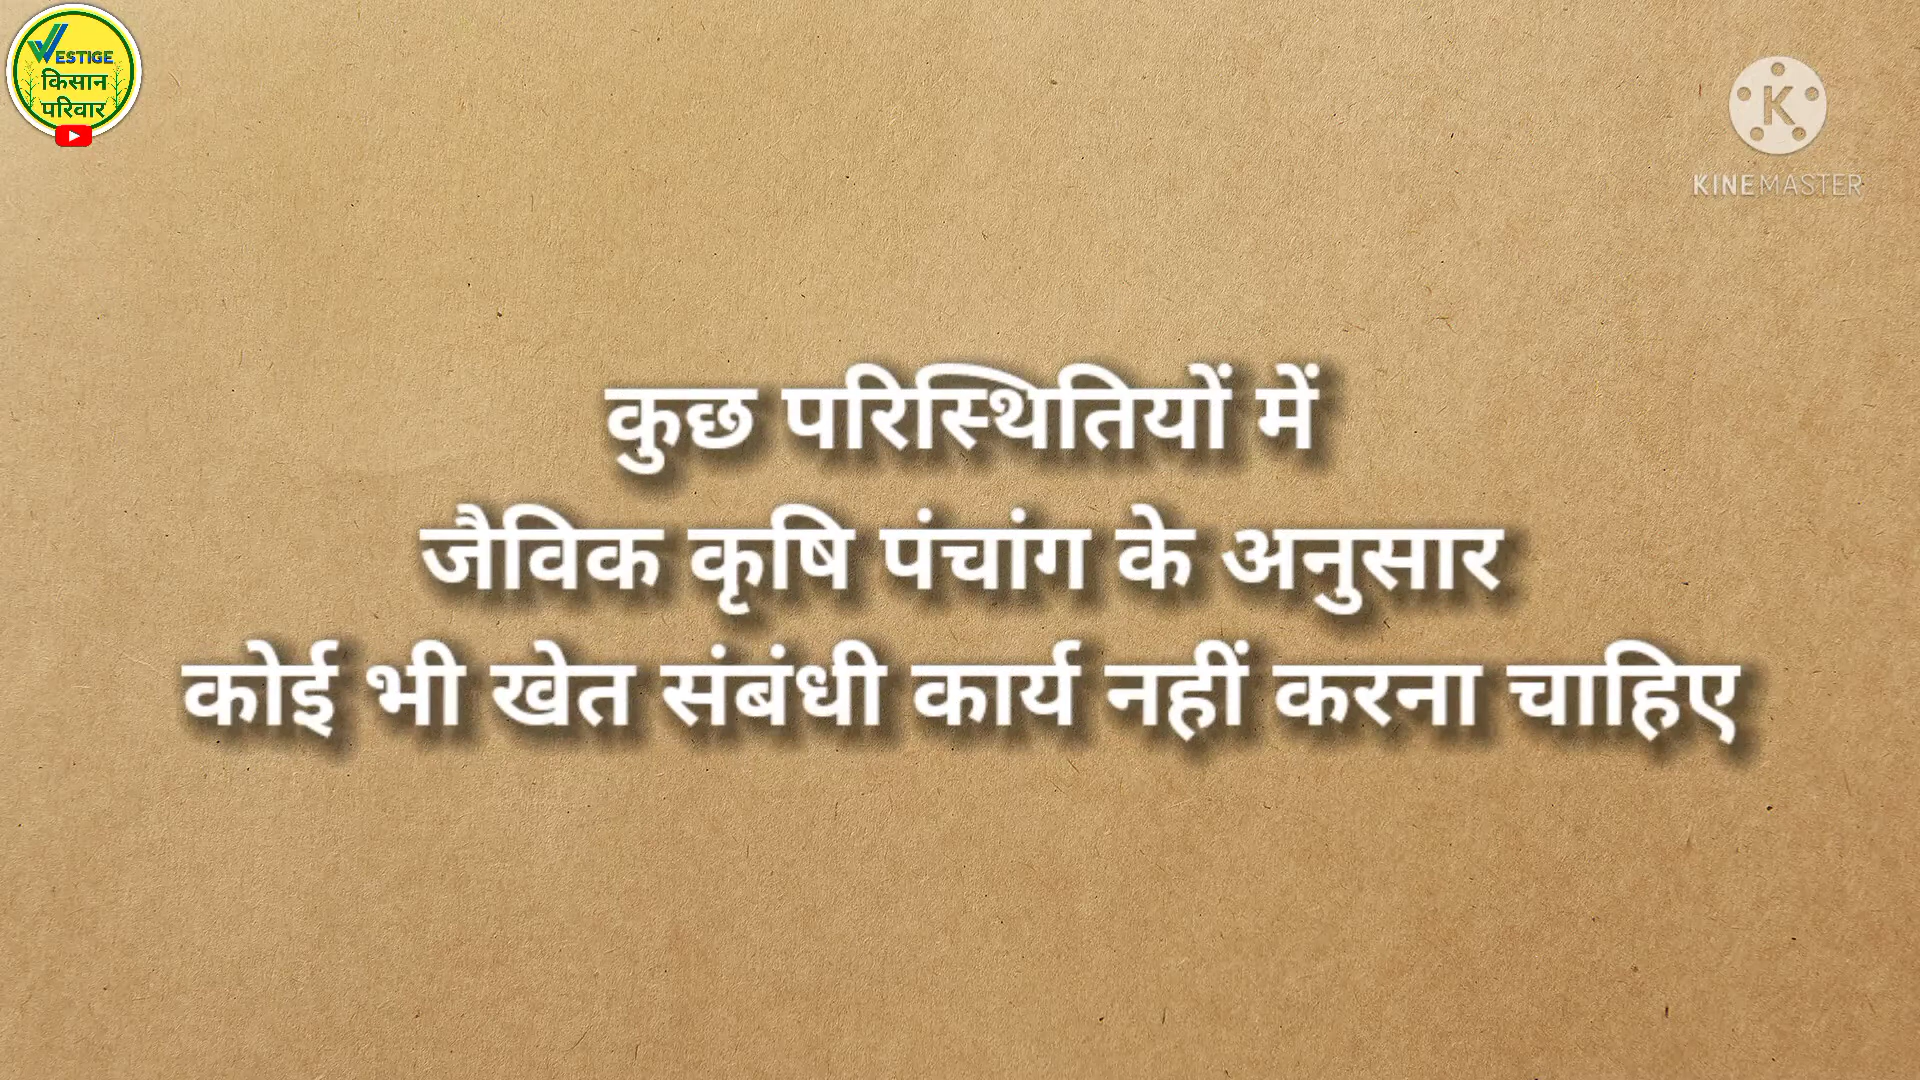 VESTIGE
किसान
परिवार
K
KINEMASTER
कुछ परिस्थितियों में
जैविक कृषि पंचांग के अनुसार
कोई भी खेत संबंधी कार्य नहीं करना चाहिए